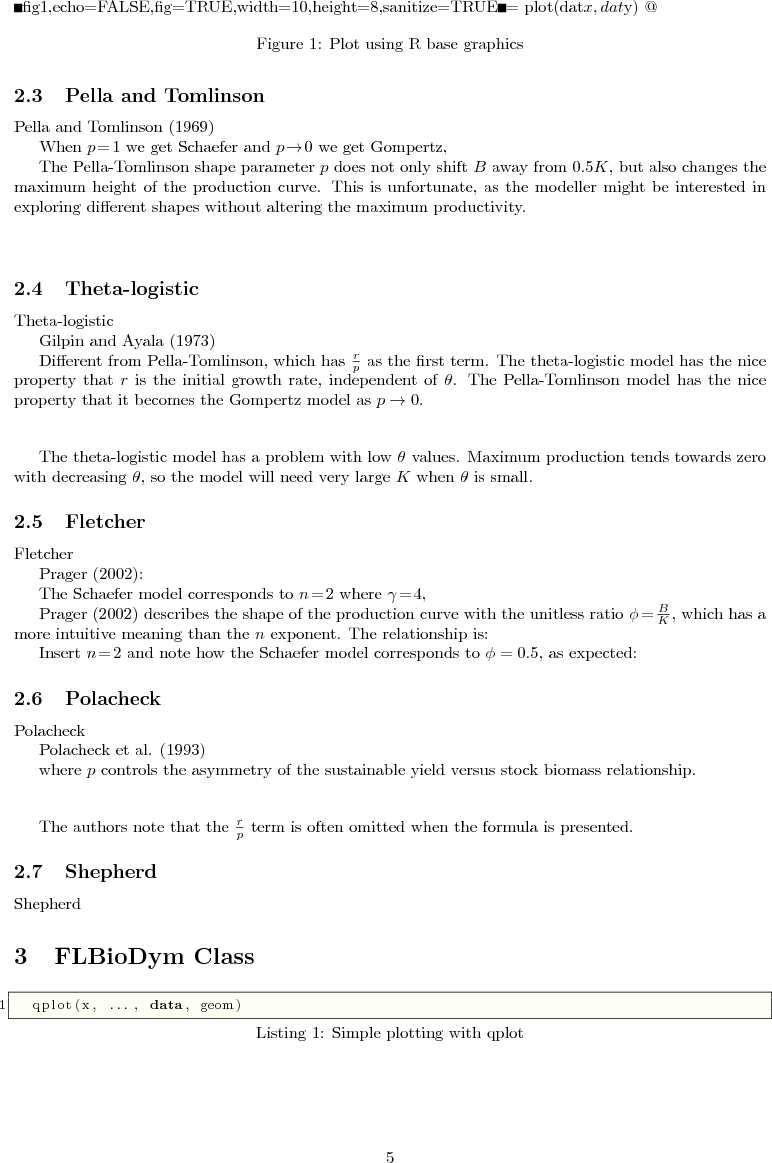 ■fig1,echo=FALSE,fig=TRUE,width=10,height=8,sanitize=TRUE■= plot(datx, daty) @
Figure 1: Plot using R base graphics
2.3 Pella and Tomlinson
Pella and Tomlinson (1969)
When p=1 we get Schaefer and p→0 we get Gompertz,
The Pella-Tomlinson shape parameter p does not only shift B away from 0.5K, but also changes the
maximum height of the production curve. This is unfortunate, as the modeller might be interested in
exploring different shapes without altering the maximum productivity.
2.4 Theta-logistic
Theta-logistic
Gilpin and Ayala (1973)
Different from Pella-Tomlinson, which has r/p as the first term. The theta-logistic model has the nice
property that r is the initial growth rate, independent of θ. The Pella-Tomlinson model has the nice
property that it becomes the Gompertz model as p → 0.
The theta-logistic model has a problem with low θ values. Maximum production tends towards zero
with decreasing θ, so the model will need very large K when θ is small.
2.5 Fletcher
Fletcher
Prager (2002):
The Schaefer model corresponds to n=2 where γ=4,
Prager (2002) describes the shape of the production curve with the unitless ratio ϕ=B/K, which has a
more intuitive meaning than the n exponent. The relationship is:
Insert n=2 and note how the Schaefer model corresponds to ϕ = 0.5, as expected:
2.6 Polacheck
Polacheck
Polacheck et al. (1993)
where p controls the asymmetry of the sustainable yield versus stock biomass relationship.
The authors note that the r/p term is often omitted when the formula is presented.
2.7 Shepherd
Shepherd
3 FLBioDym Class
1 qplot(x, ..., data, geom)
Listing 1: Simple plotting with qplot
5